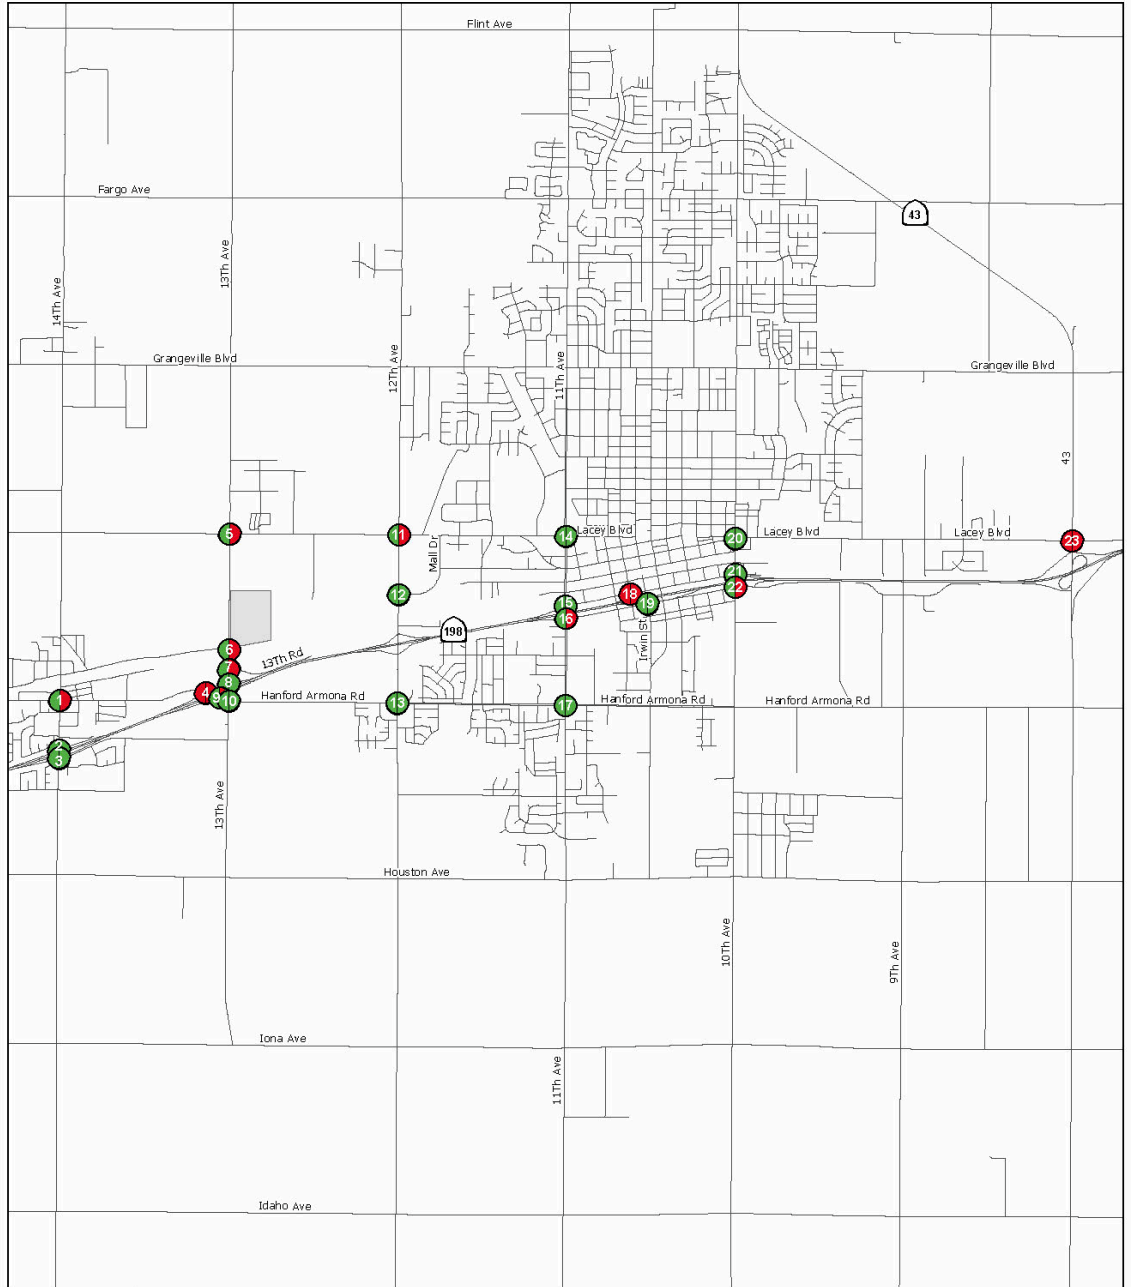 Flint Ave
Fargo Ave
43
13Th Ave
14Th Ave
Grangeville Blvd
12Th Ave
11Th Ave
Grangeville Blvd
43
5
11
14
Lacey Blvd
20
Lacey Blvd
Lacey Blvd
23
Mall Dr
21
22
12
18
15
19
16
198
Irwin St
6
13Th Rd
7
8
4
9
10
1
Hanford Armona Rd
13
17
Hanford Armona Rd
Hanford Armona Rd
2
3
13Th Ave
Houston Ave
10Th Ave
9Th Ave
Iona Ave
11Th Ave
Idaho Ave